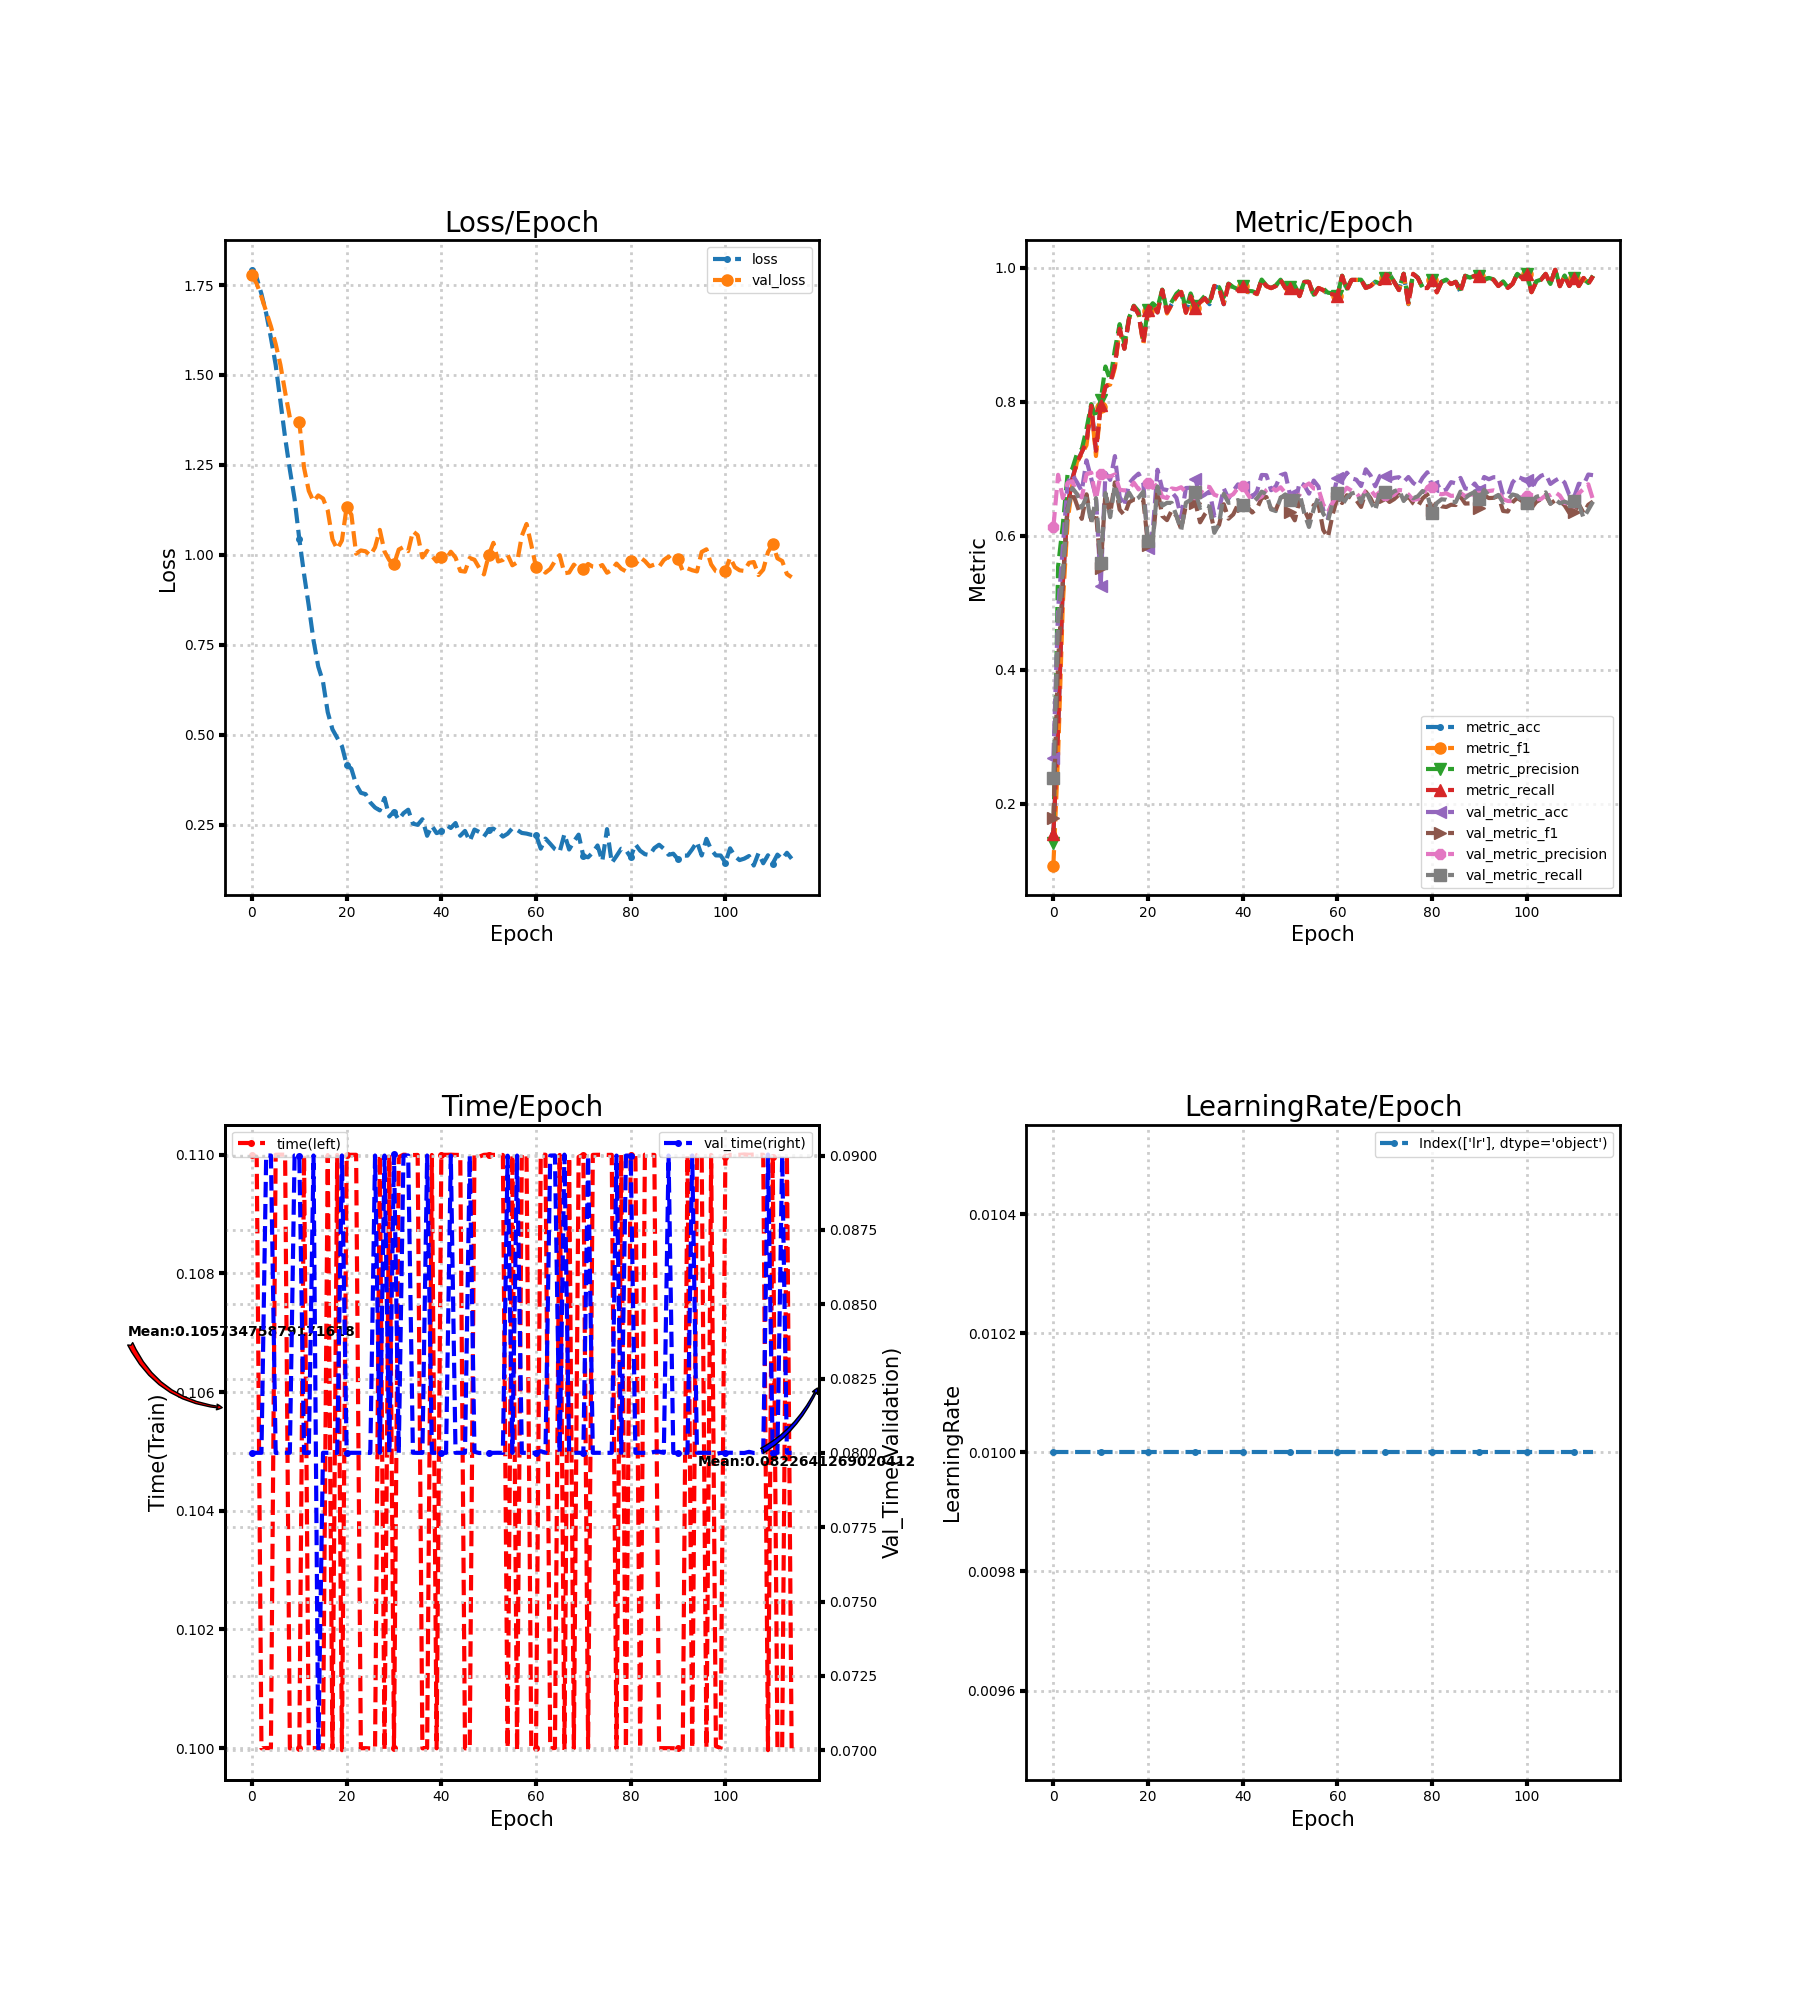 Loss/Epoch
loss
val_loss
1.75
1.50
1.25
1.00
0.75
0.50
0.25
Loss
0
20
40
60
80
100
Epoch
Metric/Epoch
1.0
0.8
0.6
0.4
0.2
Metric
metric_acc
metric_f1
metric_precision
metric_recall
val_metric_acc
val_metric_f1
val_metric_precision
val_metric_recall
0
20
40
60
80
100
Epoch
Time/Epoch
time(left)
val_time(right)
0.110
0.108
0.106
0.104
0.102
0.100
Time(Train)
Mean:0.10573475879171618
0.0900
0.0875
0.0850
0.0825
0.0800
0.0775
0.0750
0.0725
0.0700
Val_Time(Validation)
Mean:0.0822641269020412
0
20
40
60
80
100
Epoch
LearningRate/Epoch
Index(['lr'], dtype='object')
0.0104
0.0102
0.0100
0.0098
0.0096
LearningRate
0
20
40
60
80
100
Epoch